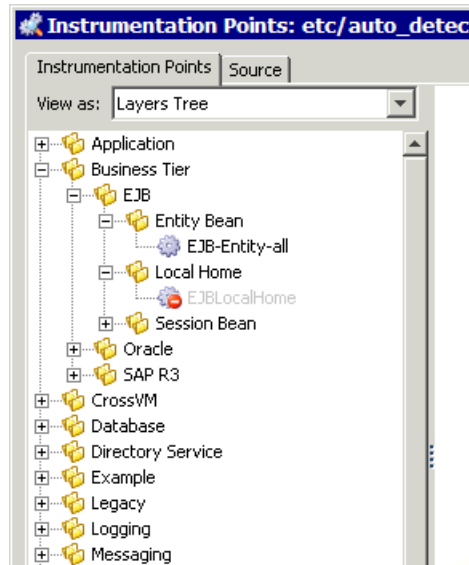 Instrumentation Points: etc/auto_detec
Instrumentation Points Source
View as: Layers Tree
Application
Business Tier
EJB
Entity Bean
EJB-Entity-all
Local Home
EJBLocalHome
Session Bean
Oracle
SAP R3
CrossVM
Database
Directory Service
Example
Legacy
Logging
Messaging